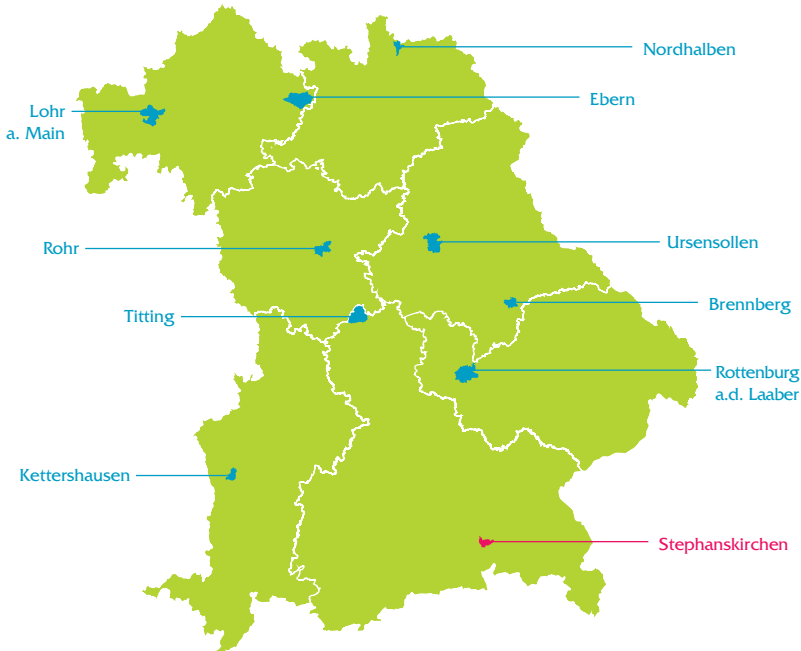 Nordhalben
Ebern
Lohr
a. Main
Rohr
Ursensollen
Titting
Brennberg
Rottenburg
a.d. Laaber
Kettershausen
Stephanskirchen